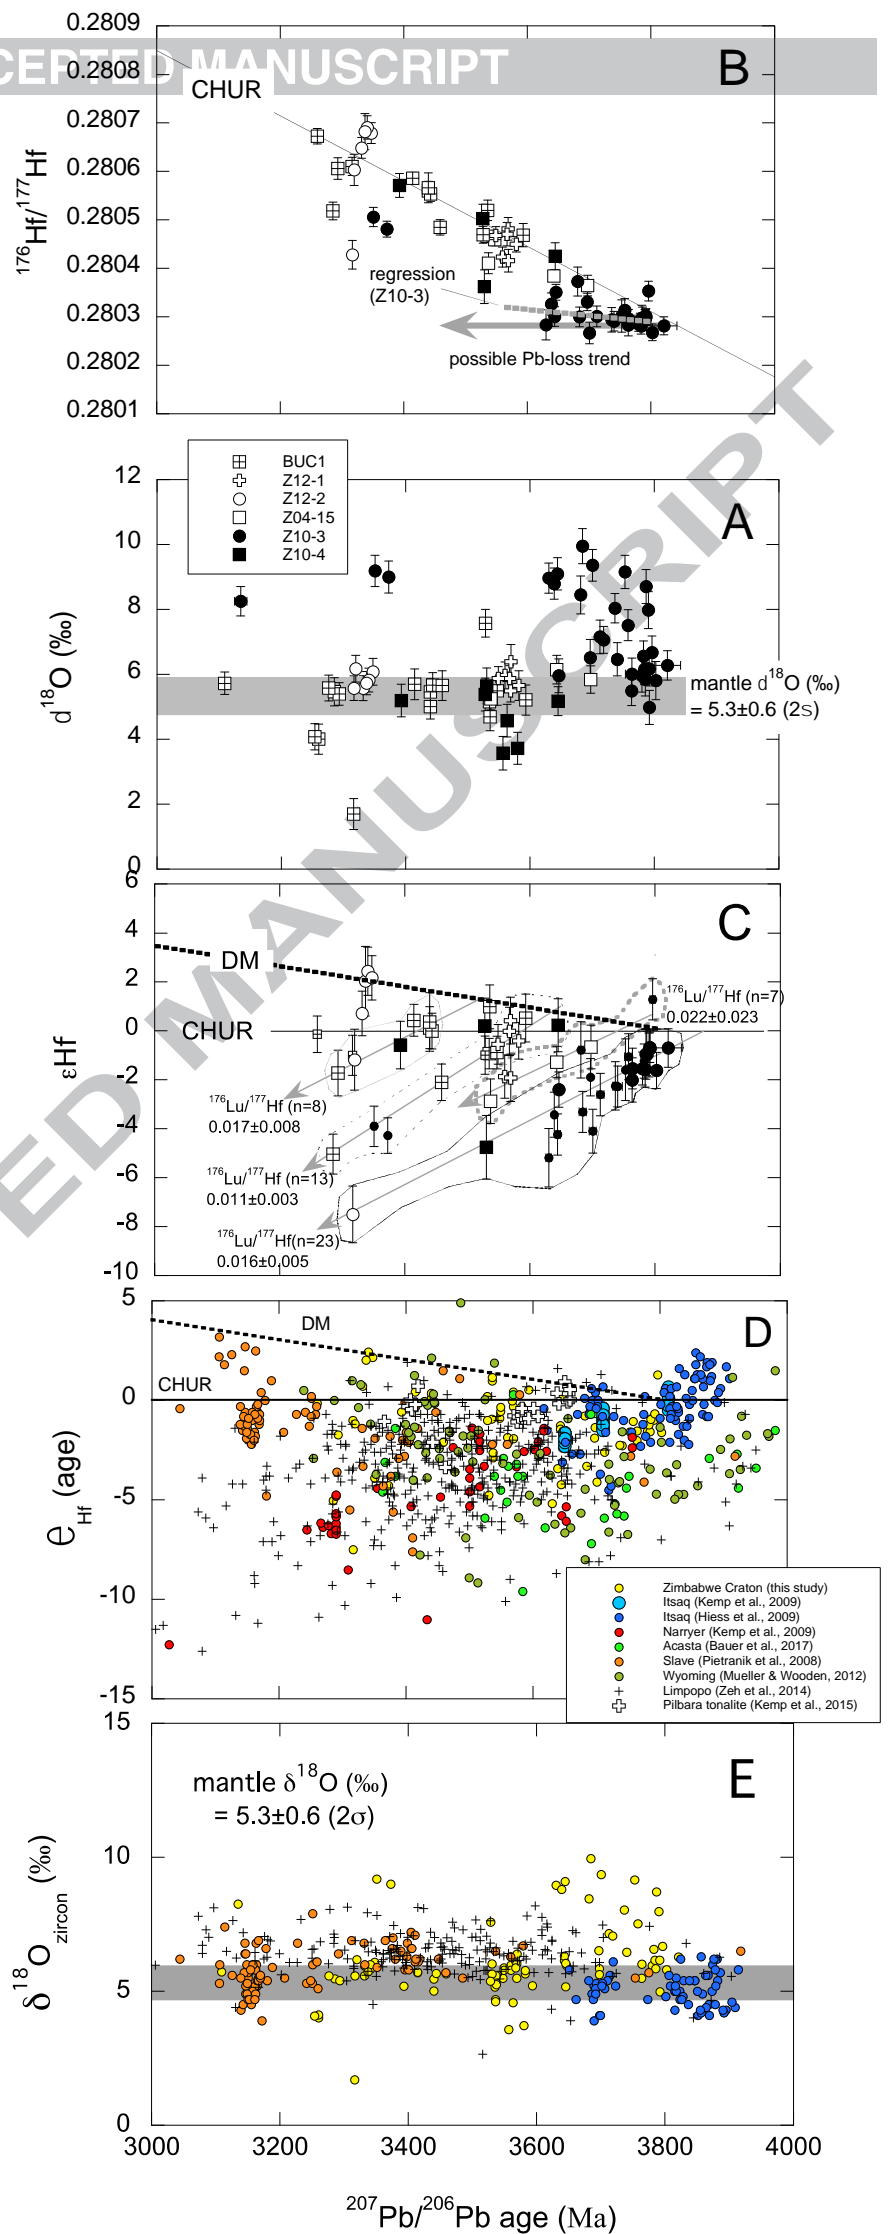 0.2809
0.2808
0.2807
0.2806
0.2805
0.2804
0.2803
0.2802
0.2801
176Hf/177Hf
CEPTED MANUSCRIPT
B
CHUR
regression
(Z10-3)
possible Pb-loss trend
ED MANUSCRIPT
BUC1
Z12-1
Z12-2
Z04-15
Z10-3
Z10-4
A
12
10
8
6
4
2
0
d18O (‰)
mantle d18O (‰)
= 5.3±0.6 (2s)
6
4
2
0
-2
-4
-6
-8
-10
εHf
C
DM
CHUR
176Lu/177Hf (n=7)
0.022±0.023
176Lu/177Hf (n=8)
0.017±0.008
176Lu/177Hf (n=13)
0.011±0.003
176Lu/177Hf(n=23)
0.016±0.005
5
0
-5
-10
-15
eHf (age)
D
DM
CHUR
Zimbabwe Craton (this study)
Itsaq (Kemp et al., 2009)
Itsaq (Hiess et al., 2009)
Narryer (Kemp et al., 2009)
Acasta (Bauer et al., 2017)
Slave (Pietranik et al., 2008)
Wyoming (Mueller & Wooden, 2012)
Limpopo (Zeh et al., 2014)
Pilbara tonalite (Kemp et al., 2015)
15
10
5
0
δ18Ozircon (‰)
E
mantle δ18O (‰)
= 5.3±0.6 (2σ)
3000 3200 3400 3600 3800 4000
207Pb/206Pb age (Ma)